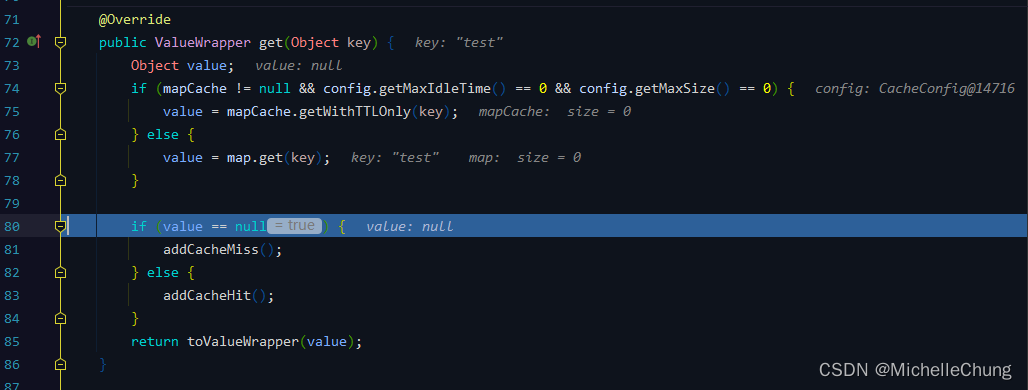 71 @Override
72 public ValueWrapper get(Object key) { key: "test"
73 Object value; value: null
74 if (mapCache != null && config.getMaxIdleTime() == 0 && config.getMaxSize() == 0) { config: CacheConfig@14716
75 value = mapCache.getWithTTLOnly(key); mapCache: size = 0
76 } else {
77 value = map.get(key); key: "test" map: size = 0
78 }
79
80 if (value == null = true ) { value: null
81 addCacheMiss();
82 } else {
83 addCacheHit();
84 }
85 return toValueWrapper(value);
86 }
87
CSDN @MichelleChung